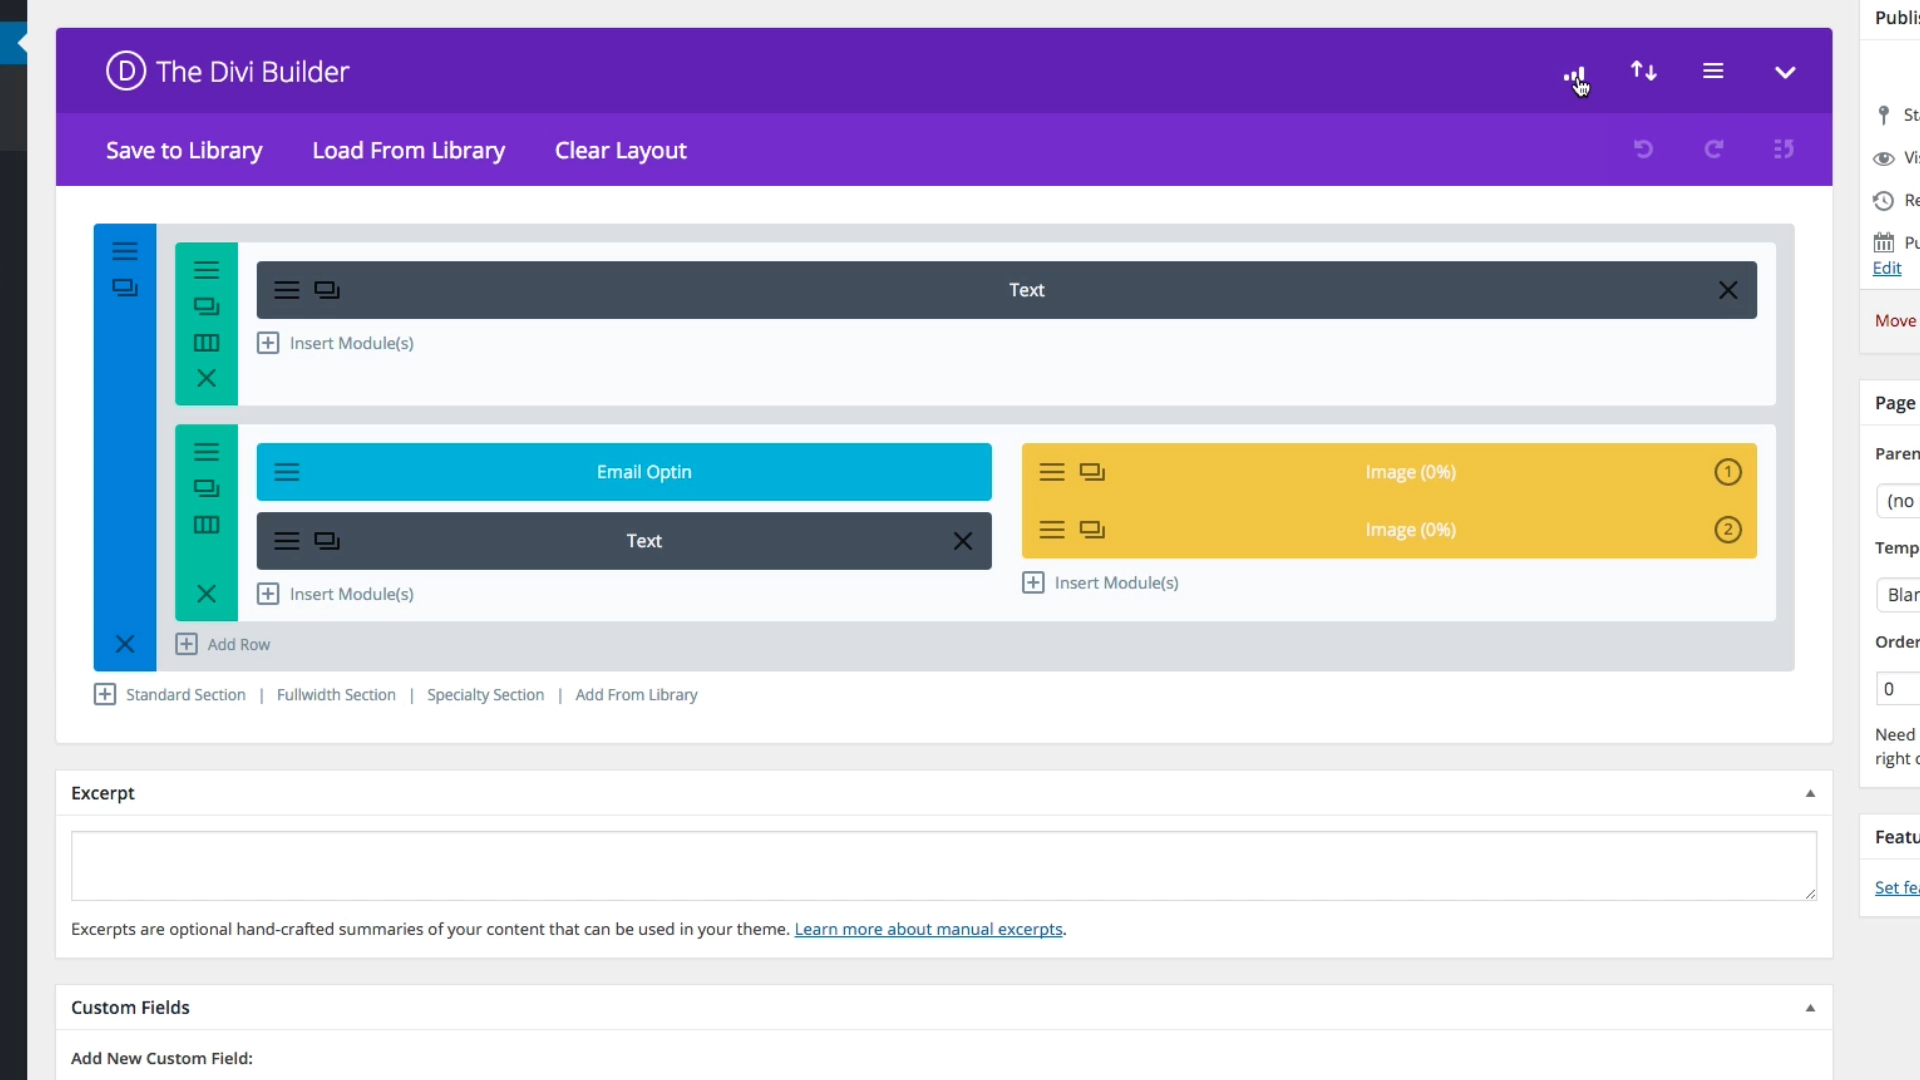 Publis
D The Divi Builder
Save to Library Load From Library Clear Layout
Sta
Vis
Re
Pu
Edit
Text
Move
Insert Module(s)
Page
Paren
Email Optin
Image (0%) 1
(no
Text
Image (0%) 2
Temp
Insert Module(s)
Insert Module(s)
Blar
Add Row
Order
Standard Section | Fullwidth Section | Specialty Section | Add From Library
0
Need
right
Excerpt
Featu
Set fea
Excerpts are optional hand-crafted summaries of your content that can be used in your theme. Learn more about manual excerpts.
Custom Fields
Add New Custom Field: